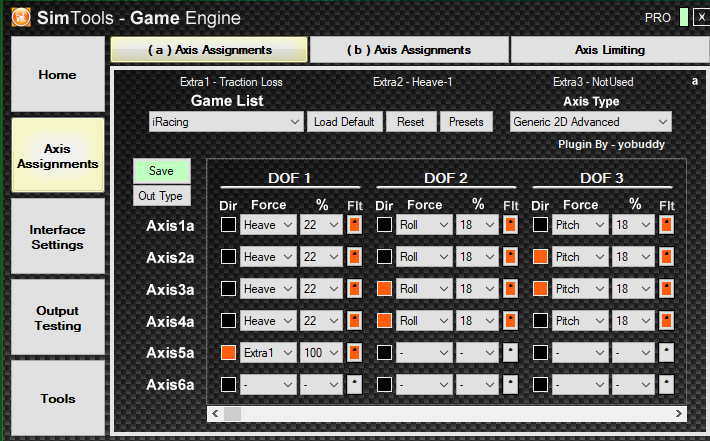 SimTools - Game Engine PRO X
Home
Axis Assignments
Interface Settings
Output Testing
Tools
( a ) Axis Assignments ( b ) Axis Assignments Axis Limiting
Extra1 - Traction Loss Extra2 - Heave-1 Extra3 - NotUsed a
Game List Axis Type
iRacing Load Default Reset Presets Generic 2D Advanced
Plugin By - yobuddy
Save
Out Type
DOF 1 DOF 2 DOF 3
Dir Force % Flt Dir Force % Flt Dir Force % Flt
Axis1a Heave 22 * Roll 18 * Pitch 18 *
Axis2a Heave 22 * Roll 18 * Pitch 18 *
Axis3a Heave 22 * Roll 18 * Pitch 18 *
Axis4a Heave 22 * Roll 18 * Pitch 18 *
Axis5a Extra1 100 * - - * - - *
Axis6a - - * - - * - - *